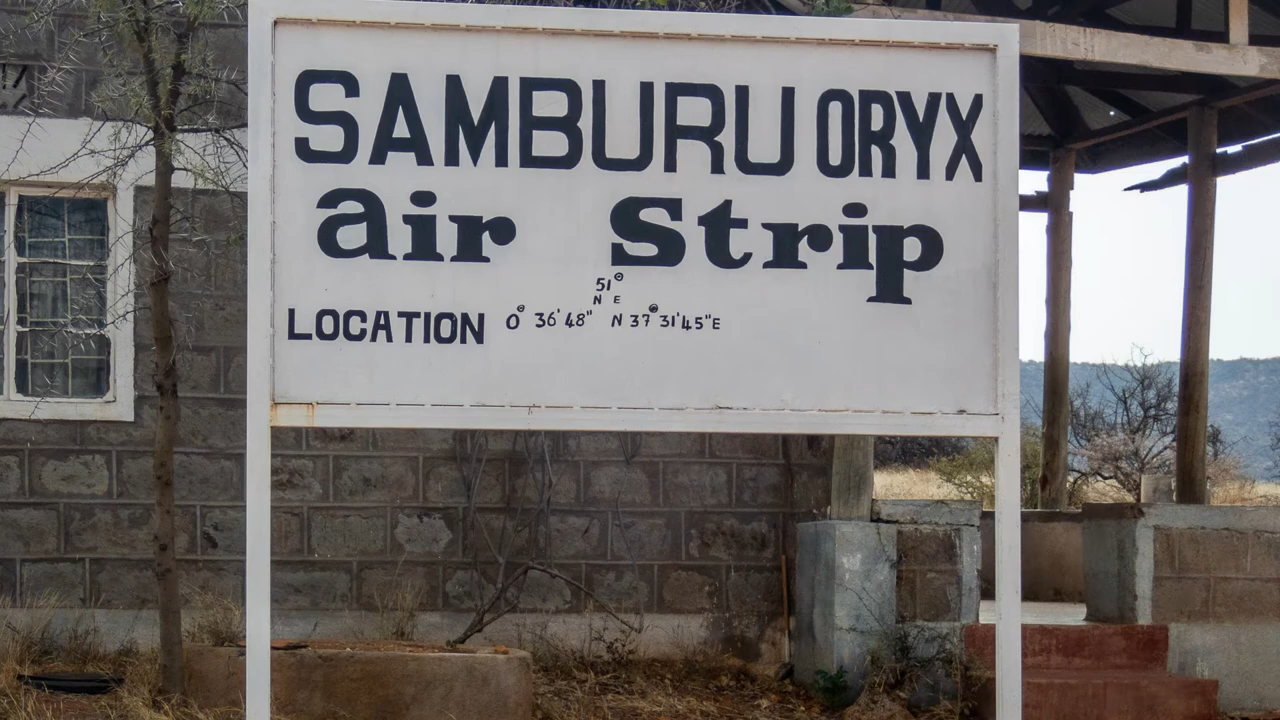 SAMBURU ORYX
air Strip
51°
N E
LOCATION 0° 36' 48" N 37° 31' 45" E